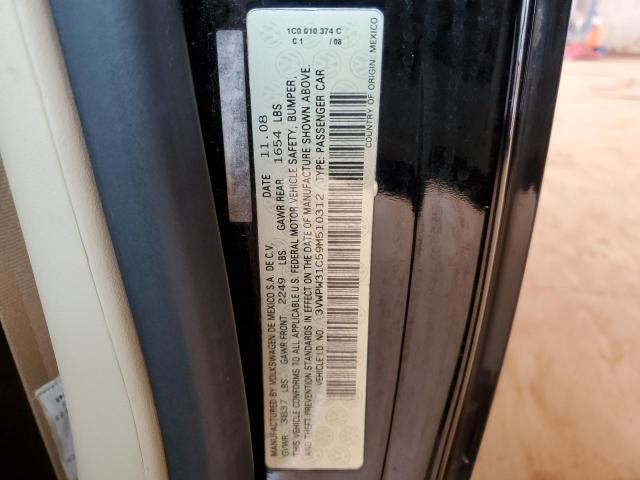 1C0 010 374 C
C 1 / 08
MANUFACTURED BY VOLKSWAGEN DE MEXICO S.A. DE C.V. DATE 11.08
GVWR 3837 LBS GAWR FRONT 2249 LBS GAWR REAR 1654 LBS
THIS VEHICLE CONFORMS TO ALL APPLICABLE U.S. FEDERAL MOTOR VEHICLE SAFETY, BUMPER,
AND THEFT PREVENTION STANDARDS IN EFFECT ON THE DATE OF MANUFACTURE SHOWN ABOVE.
VEHICLE I.D. NO.: 3VWPW31C59M510312 TYPE: PASSENGER CAR
COUNTRY OF ORIGIN: MEXICO